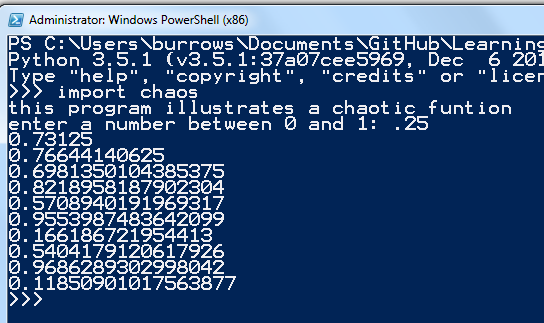 Administrator: Windows PowerShell (x86)
PS C:\Users\burrows\Documents\GitHub\Learning
Python 3.5.1 (v3.5.1:37a07cee5969, Dec  6 201
Type "help", "copyright", "credits" or "licen
>>> import chaos
this program illustrates a chaotic funtion
enter a number between 0 and 1: .25
0.73125
0.76644140625
0.6981350104385375
0.8218958187902304
0.5708940191969317
0.9553987483642099
0.166186721954413
0.5404179120617926
0.9686289302998042
0.11850901017563877
>>>